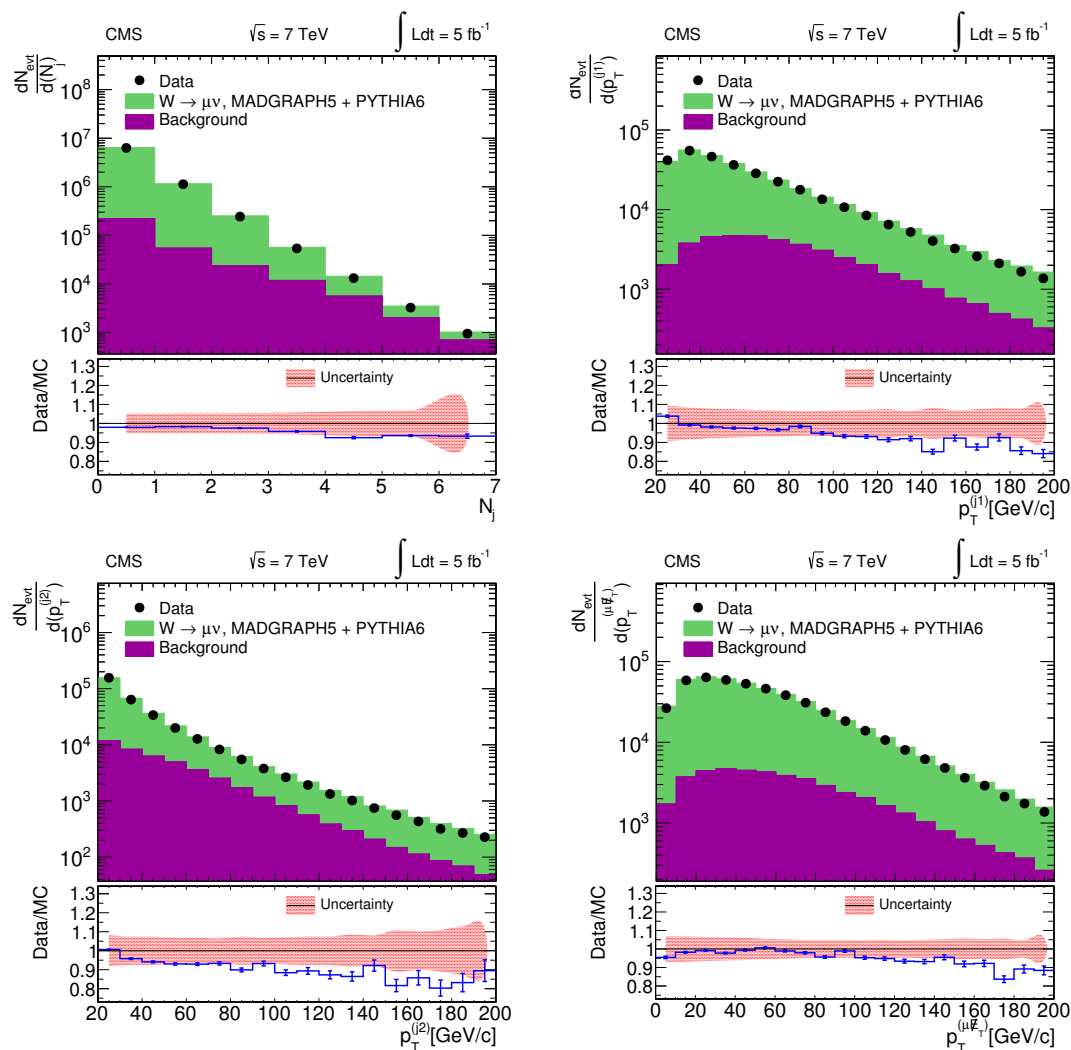 CMS √s = 7 TeV ∫ Ldt = 5 fb⁻¹
dN_evt / d(N_j)
Data
W → μν, MADGRAPH5 + PYTHIA6
Background
10⁸
10⁷
10⁶
10⁵
10⁴
10³
Data/MC
Uncertainty
1.3
1.2
1.1
1
0.9
0.8
0 1 2 3 4 5 6 7
N_j
CMS √s = 7 TeV ∫ Ldt = 5 fb⁻¹
dN_evt / d(p_T^(j1))
Data
W → μν, MADGRAPH5 + PYTHIA6
Background
10⁵
10⁴
10³
Data/MC
Uncertainty
1.3
1.2
1.1
1
0.9
0.8
20 40 60 80 100 120 140 160 180 200
p_T^(j1)[GeV/c]
CMS √s = 7 TeV ∫ Ldt = 5 fb⁻¹
dN_evt / d(p_T^(j2))
Data
W → μν, MADGRAPH5 + PYTHIA6
Background
10⁶
10⁵
10⁴
10³
10²
Data/MC
Uncertainty
1.3
1.2
1.1
1
0.9
0.8
20 40 60 80 100 120 140 160 180 200
p_T^(j2)[GeV/c]
CMS √s = 7 TeV ∫ Ldt = 5 fb⁻¹
dN_evt / d(p_T^(μE̸_T))
Data
W → μν, MADGRAPH5 + PYTHIA6
Background
10⁵
10⁴
10³
Data/MC
Uncertainty
1.3
1.2
1.1
1
0.9
0.8
0 20 40 60 80 100 120 140 160 180 200
p_T^(μE̸_T)[GeV/c]